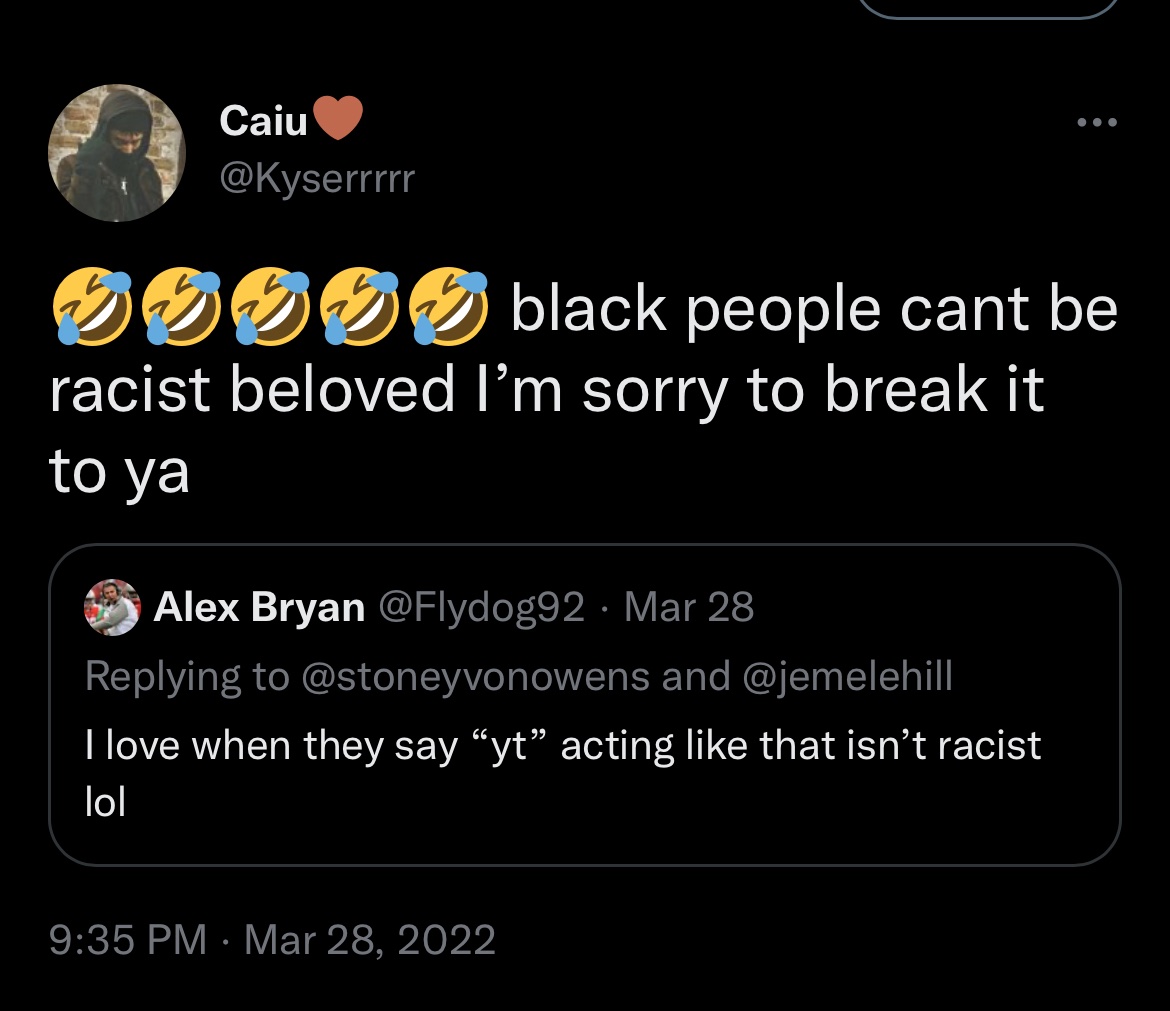 Caiu
@Kyserrrrr
🤣🤣🤣🤣🤣 black people cant be
racist beloved I’m sorry to break it
to ya
Alex Bryan @Flydog92 · Mar 28
Replying to @stoneyvonowens and @jemelehill
I love when they say “yt” acting like that isn’t racist
lol
9:35 PM · Mar 28, 2022